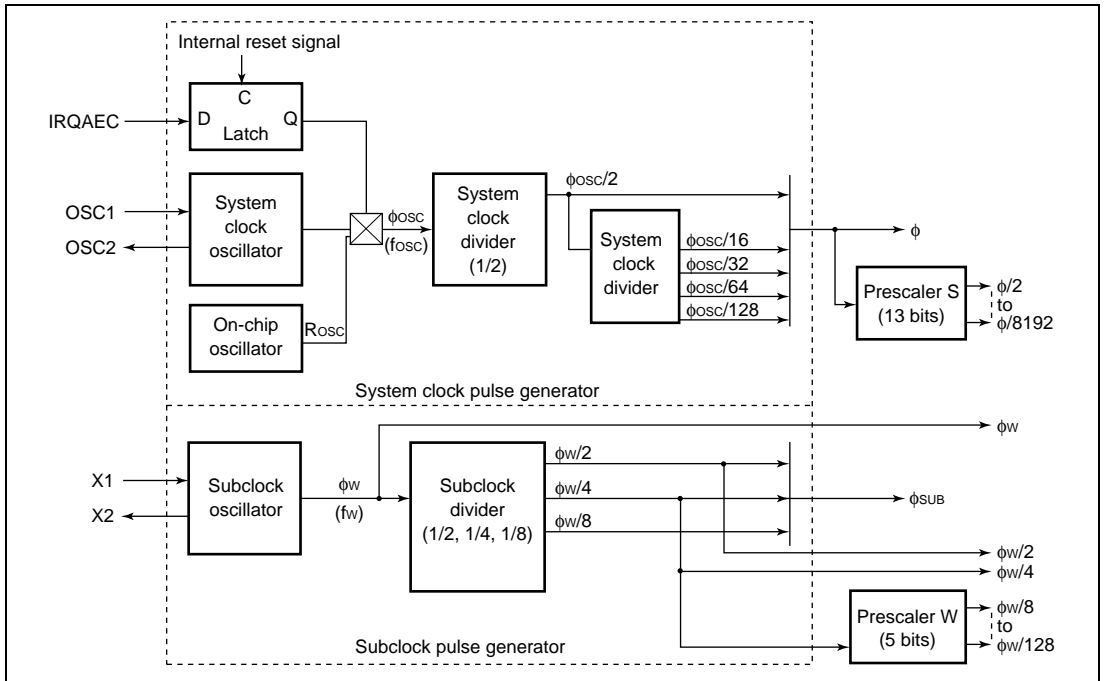 Internal reset signal
IRQAEC
D
C
Q
Latch
OSC1
OSC2
System
clock
oscillator
On-chip
oscillator
ROSC
ϕOSC
(fOSC)
System
clock
divider
(1/2)
ϕOSC/2
System
clock
divider
ϕOSC/16
ϕOSC/32
ϕOSC/64
ϕOSC/128
ϕ
Prescaler S
(13 bits)
ϕ/2
to
ϕ/8192
System clock pulse generator
X1
X2
Subclock
oscillator
ϕW
(fW)
Subclock
divider
(1/2, 1/4, 1/8)
ϕW/2
ϕW/4
ϕW/8
ϕW
ϕSUB
ϕW/2
ϕW/4
Prescaler W
(5 bits)
ϕW/8
to
ϕW/128
Subclock pulse generator